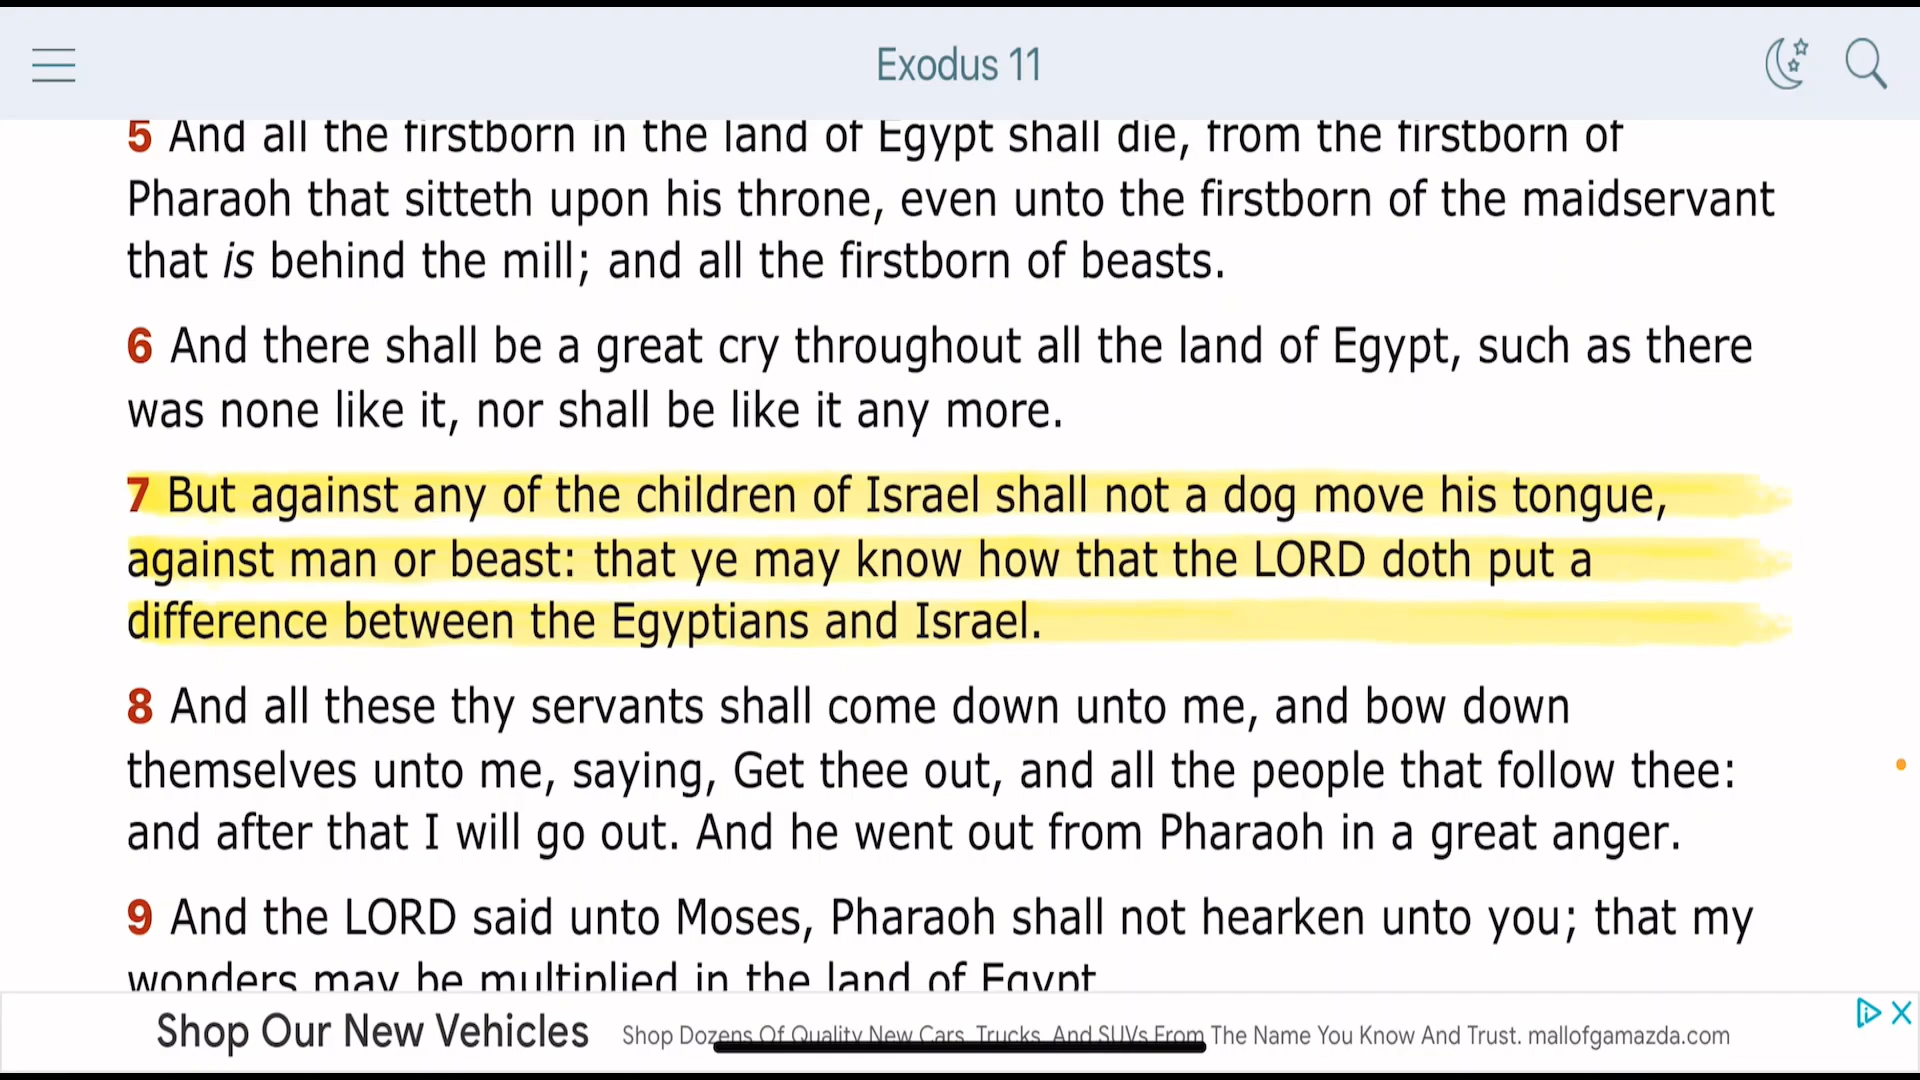 Exodus 11
5 And all the firstborn in the land of Egypt shall die, from the firstborn of
Pharaoh that sitteth upon his throne, even unto the firstborn of the maidservant
that is behind the mill; and all the firstborn of beasts.
6 And there shall be a great cry throughout all the land of Egypt, such as there
was none like it, nor shall be like it any more.
7 But against any of the children of Israel shall not a dog move his tongue,
against man or beast: that ye may know how that the LORD doth put a
difference between the Egyptians and Israel.
8 And all these thy servants shall come down unto me, and bow down
themselves unto me, saying, Get thee out, and all the people that follow thee:
and after that I will go out. And he went out from Pharaoh in a great anger.
9 And the LORD said unto Moses, Pharaoh shall not hearken unto you; that my
wonders may be multiplied in the land of Egypt
Shop Our New Vehicles
Shop Dozens Of Quality New Cars, Trucks, And SUVs From The Name You Know And Trust. mallofgamazda.com